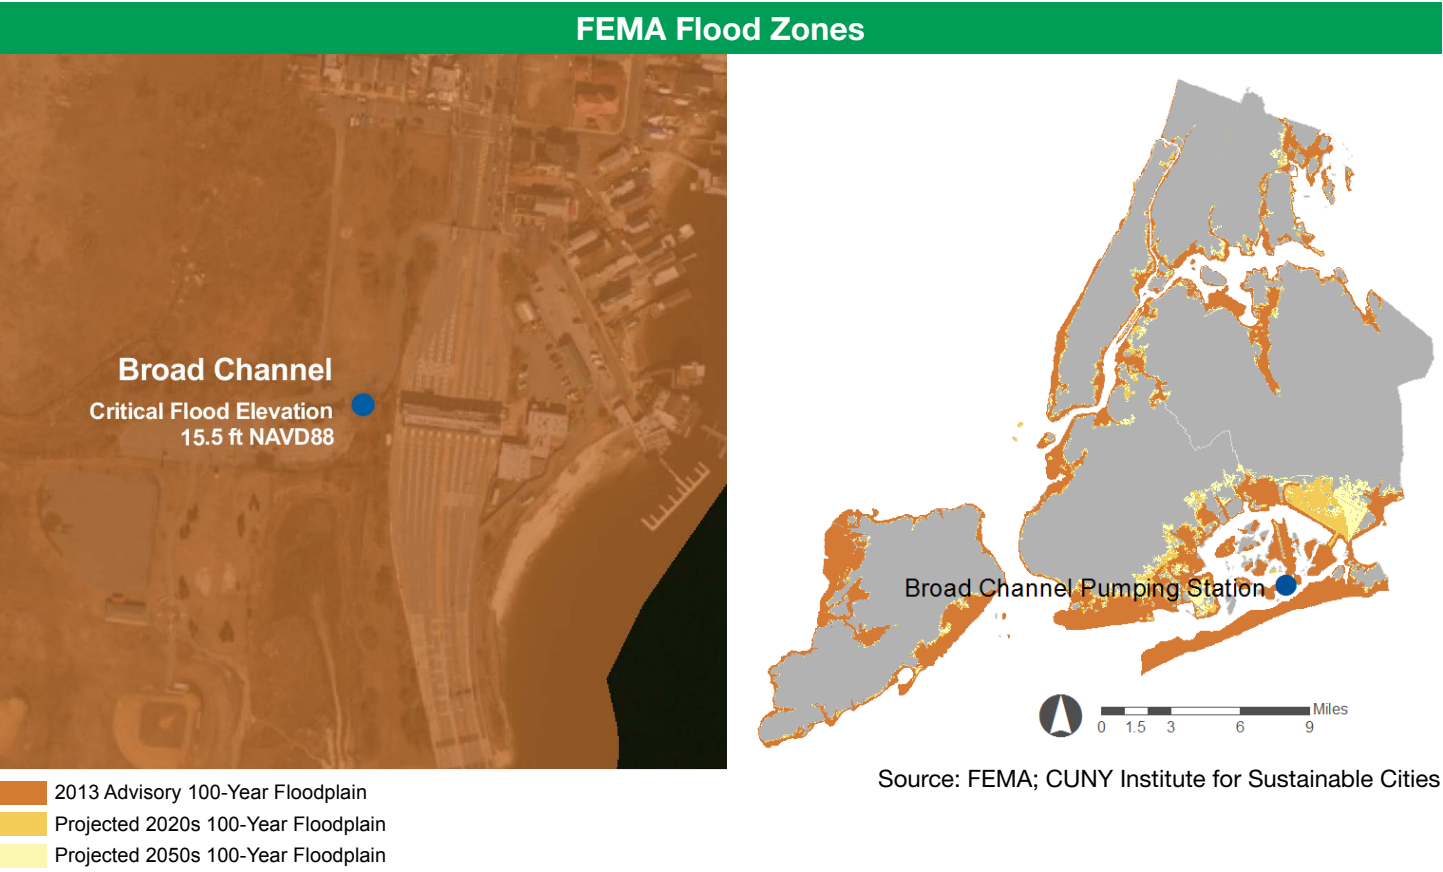 FEMA Flood Zones
Broad Channel
Critical Flood Elevation
15.5 ft NAVD88
Broad Channel Pumping Station
Miles
0 1.5 3 6 9
Source: FEMA; CUNY Institute for Sustainable Cities
2013 Advisory 100-Year Floodplain
Projected 2020s 100-Year Floodplain
Projected 2050s 100-Year Floodplain